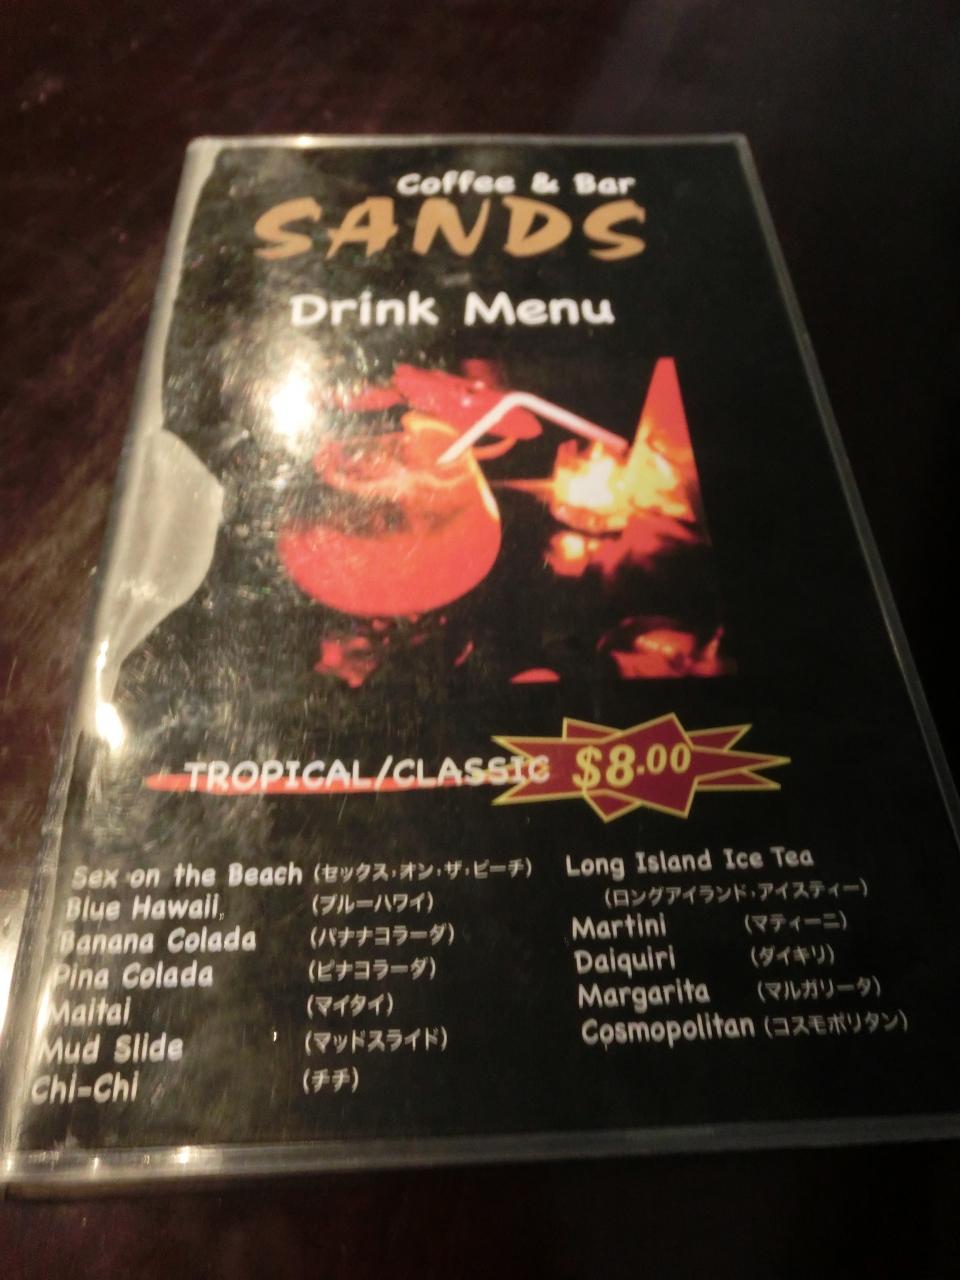 Coffee & Bar
SANDS
Drink Menu
TROPICAL/CLASSIC $8.00
Sex on the Beach (セックス・オン・ザ・ビーチ)
Blue Hawaii (ブルーハワイ)
Banana Colada (バナナコラーダ)
Pina Colada (ピナコラーダ)
Maitai (マイタイ)
Mud Slide (マッドスライド)
Chi=Chi (チチ)
Long Island Ice Tea
(ロングアイランド・アイスティー)
Martini (マティーニ)
Daiquiri (ダイキリ)
Margarita (マルガリータ)
Cosmopolitan (コスモポリタン)